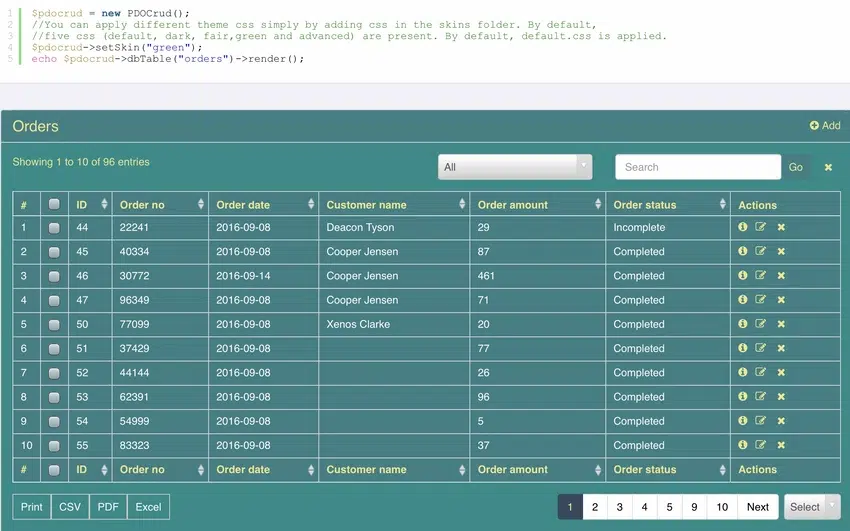 1 $pdocrud = new PDOCrud();
2 //You can apply different theme css simply by adding css in the skins folder. By default,
3 //five css (default, dark, fair,green and advanced) are present. By default, default.css is applied.
4 $pdocrud->setSkin("green");
5 echo $pdocrud->dbTable("orders")->render();
Orders Add
Showing 1 to 10 of 96 entries All Search Go
# ID Order no Order date Customer name Order amount Order status Actions
1 44 22241 2016-09-08 Deacon Tyson 29 Incomplete
2 45 40334 2016-09-08 Cooper Jensen 87 Completed
3 46 30772 2016-09-14 Cooper Jensen 461 Completed
4 47 96349 2016-09-08 Cooper Jensen 71 Completed
5 50 77099 2016-09-08 Xenos Clarke 20 Completed
6 51 37429 2016-09-08 77 Completed
7 52 44144 2016-09-08 26 Completed
8 53 62391 2016-09-08 96 Completed
9 54 54999 2016-09-08 5 Completed
10 55 83323 2016-09-08 37 Completed
# ID Order no Order date Customer name Order amount Order status Actions
Print CSV PDF Excel 1 2 3 4 5 9 10 Next Select